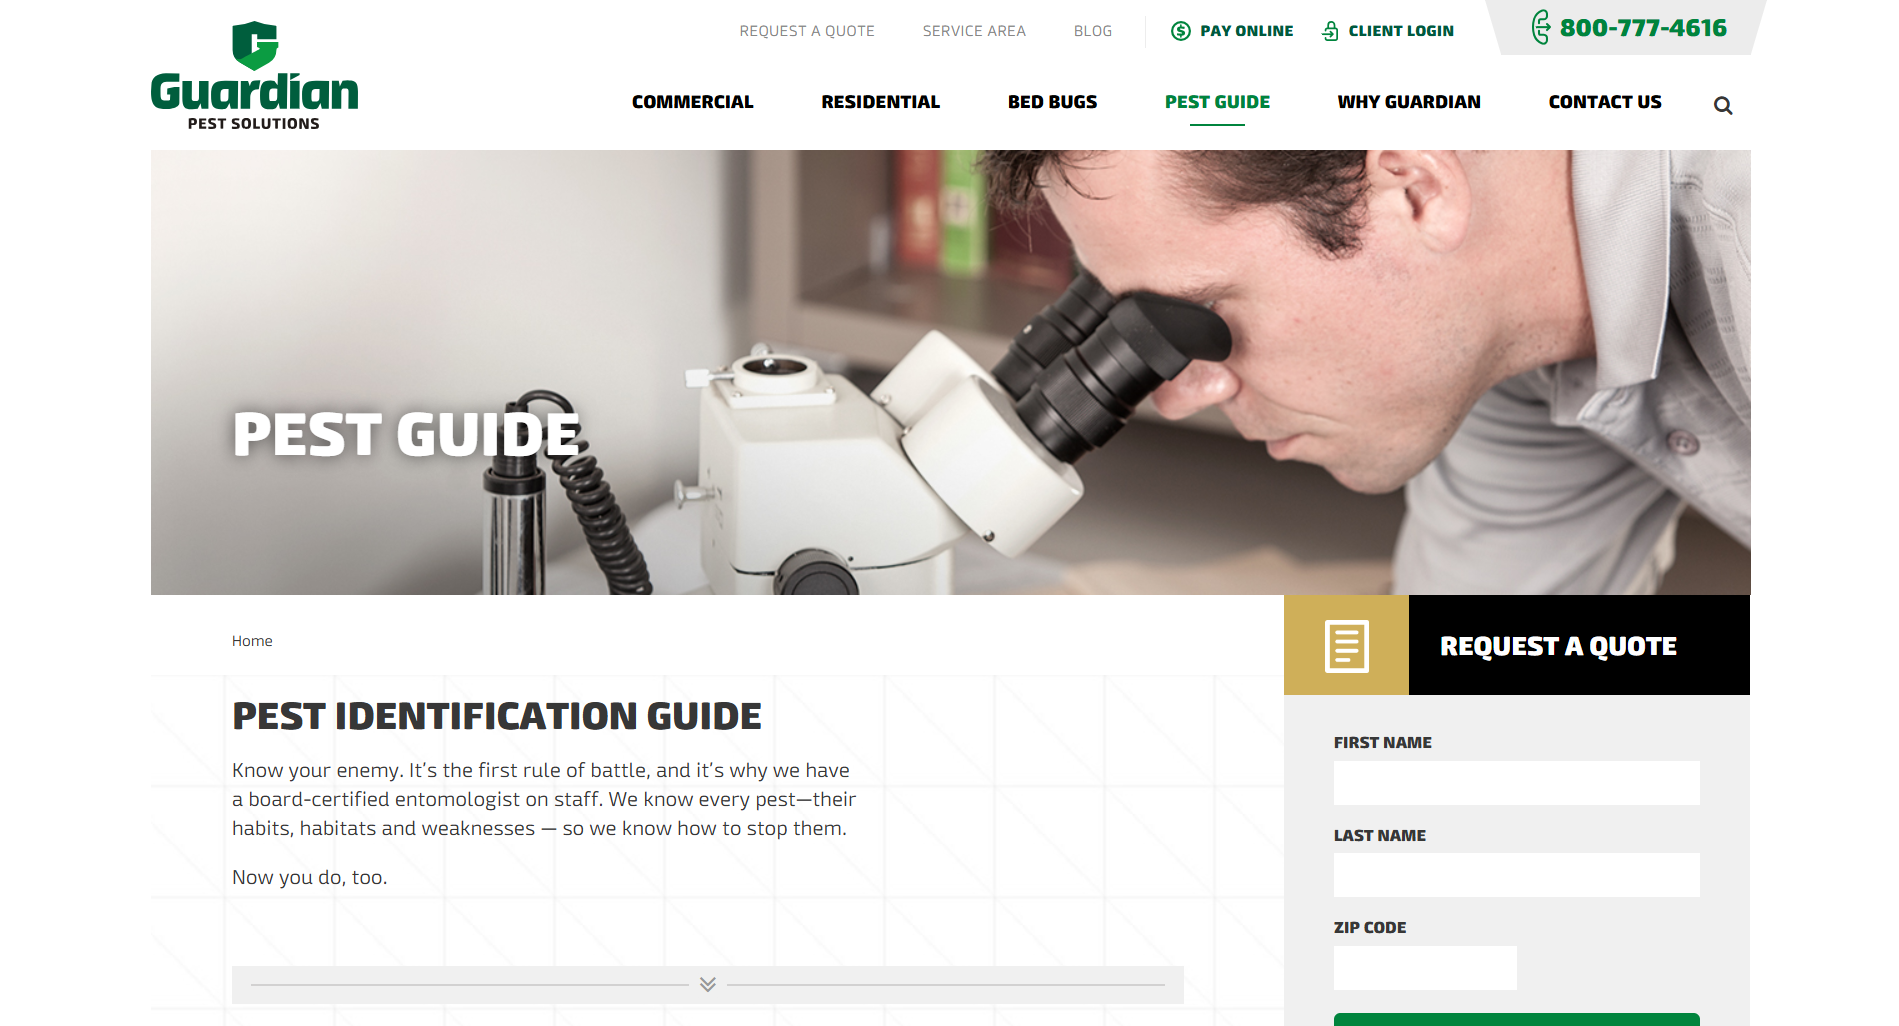 REQUEST A QUOTE
SERVICE AREA
BLOG
PAY ONLINE
CLIENT LOGIN
800-777-4616
Guardian
PEST SOLUTIONS
COMMERCIAL
RESIDENTIAL
BED BUGS
PEST GUIDE
WHY GUARDIAN
CONTACT US
PEST GUIDE
Home
PEST IDENTIFICATION GUIDE
Know your enemy. It's the first rule of battle, and it's why we have
a board-certified entomologist on staff. We know every pest—their
habits, habitats and weaknesses — so we know how to stop them.
Now you do, too.
REQUEST A QUOTE
FIRST NAME
LAST NAME
ZIP CODE